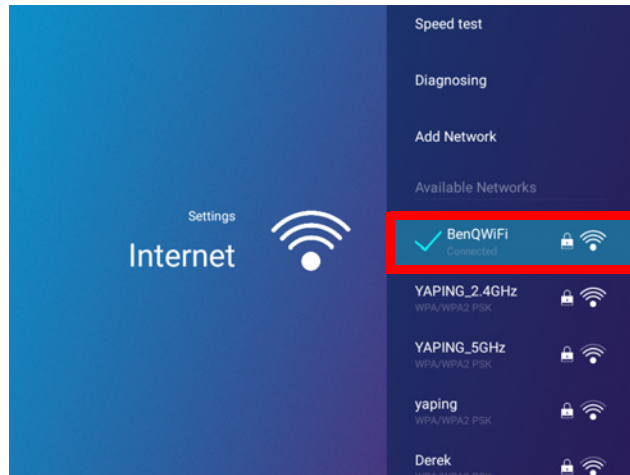 Speed test
Diagnosing
Add Network
Available Networks
Settings
Internet
BenQWiFi
Connected
YAPING_2.4GHz
WPA/WPA2 PSK
YAPING_5GHz
WPA/WPA2 PSK
yaping
WPA/WPA2 PSK
Derek